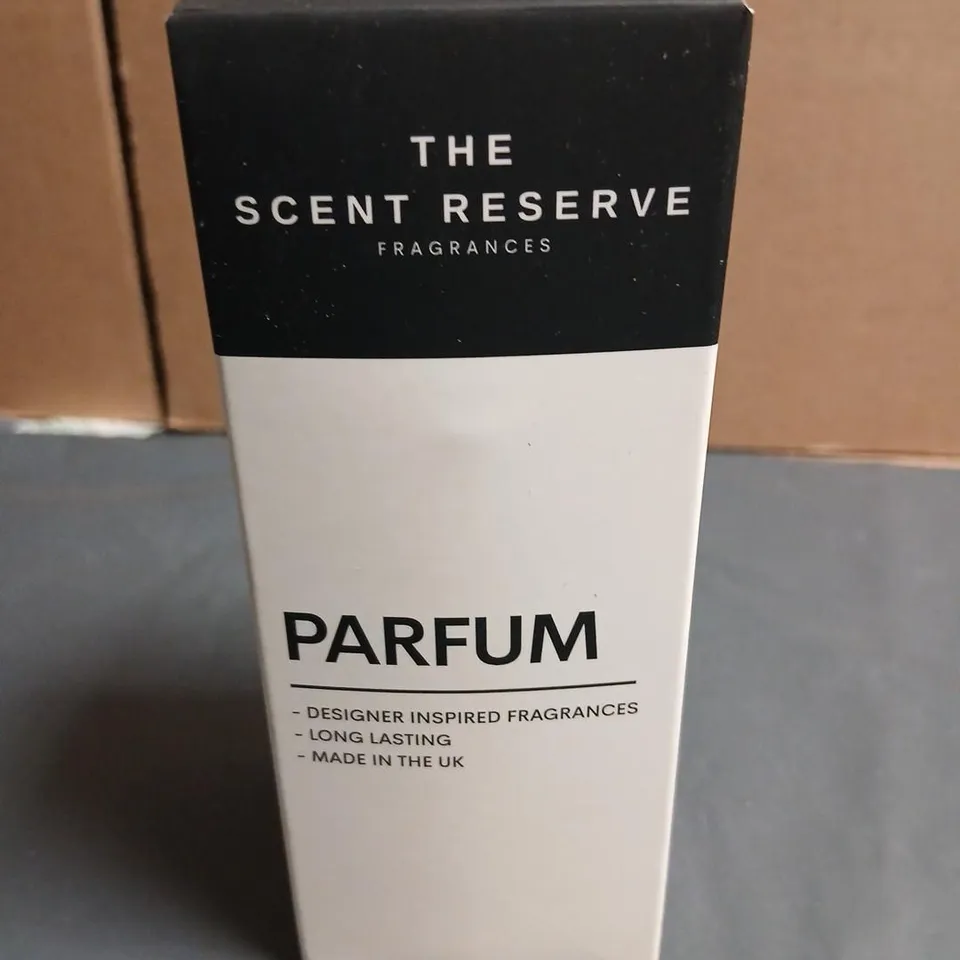 THE
SCENT RESERVE
FRAGRANCES
PARFUM
- DESIGNER INSPIRED FRAGRANCES
- LONG LASTING
- MADE IN THE UK